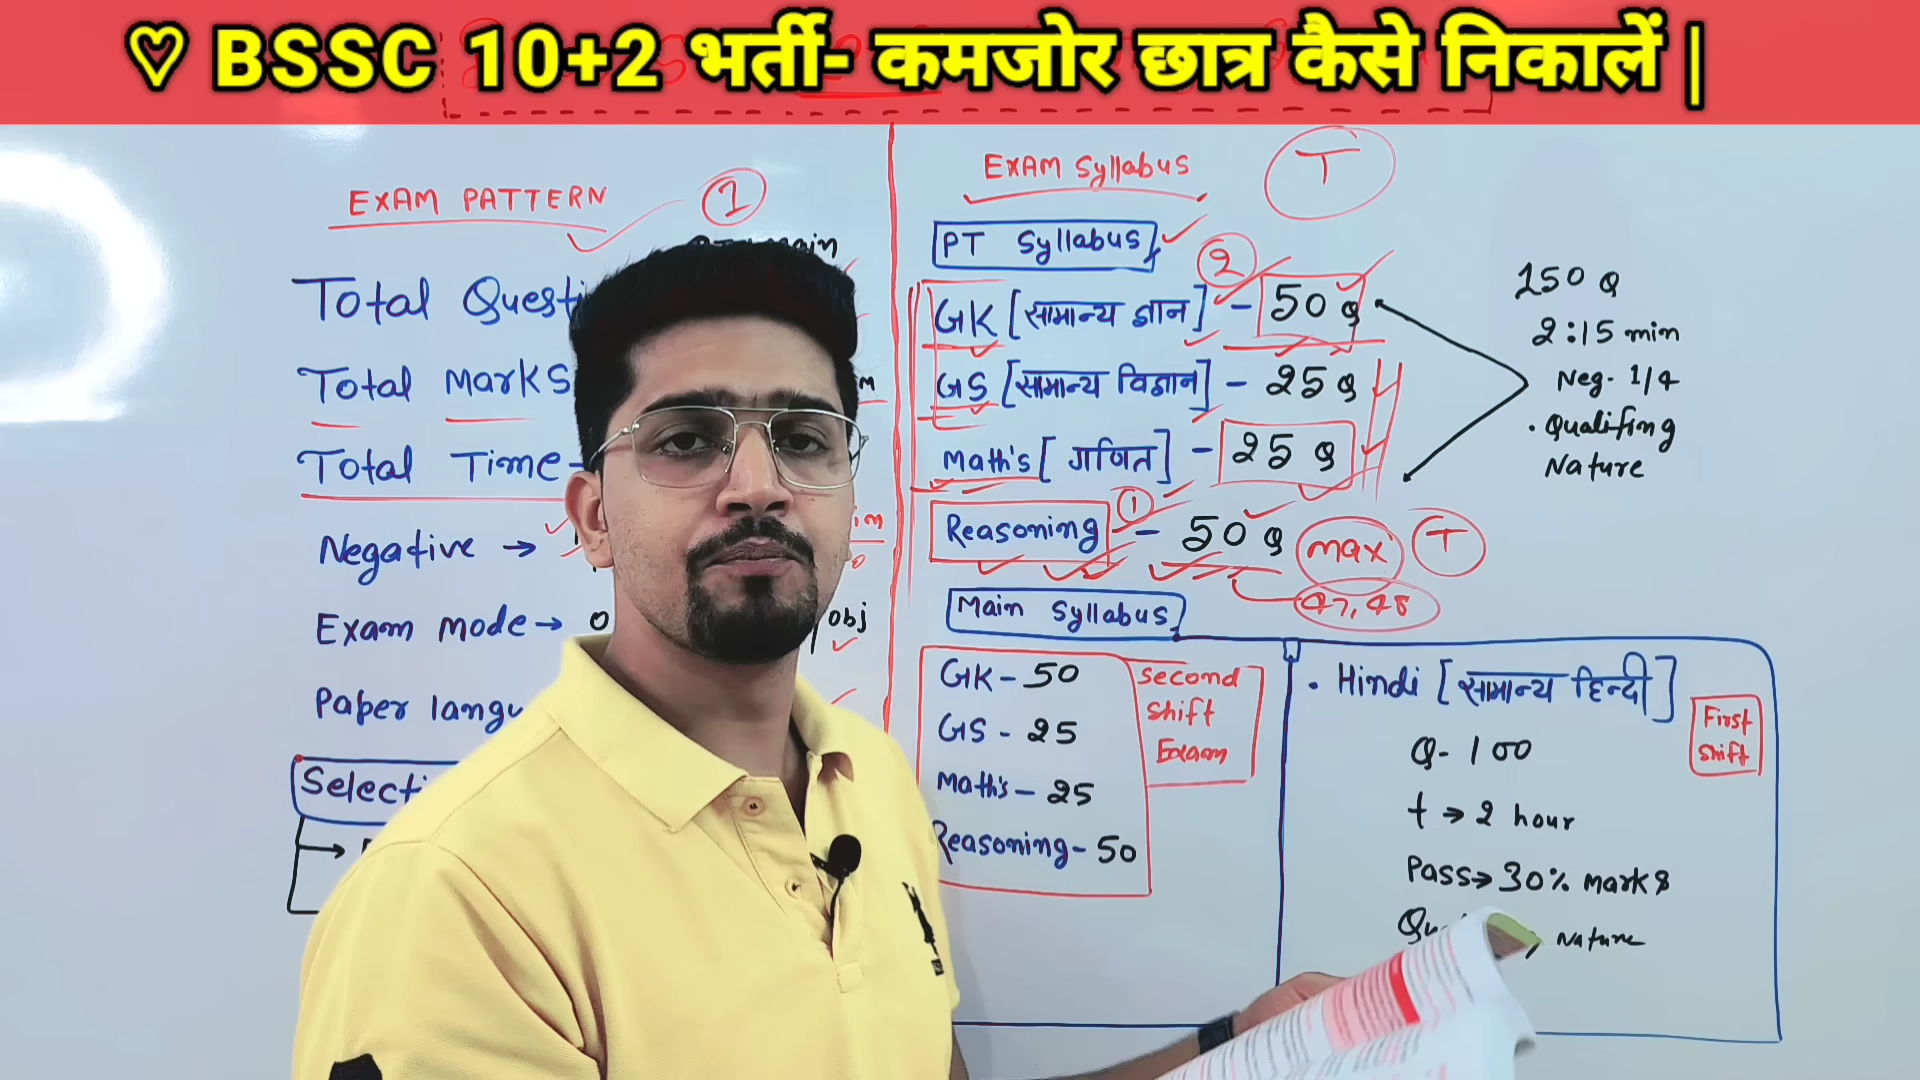 ♡ BSSC 10+2 भर्ती- कमजोर छात्र कैसे निकालें |
EXAM PATTERN ①
Total
Total Marks
Total Time-
Negative →
Exam mode →
obj
Paper
EXAM Syllabus T
PT Syllabus
②
GK [सामान्य ज्ञान] - 50 Q
GS [सामान्य विज्ञान] - 25 Q
Math's [गणित] - 25 Q
①
Reasoning - 50 Q max T
47, 48
150 Q
2:15 min
Neg. 1/4
. Qualifing
Nature
Main Syllabus
GK - 50
GS - 25
Math's - 25
Reasoning - 50
Second
Shift
Exam
. Hindi [सामान्य हिन्दी]
Q - 100
t → 2 hour
Pass → 30% marks
Nature
First
Shift